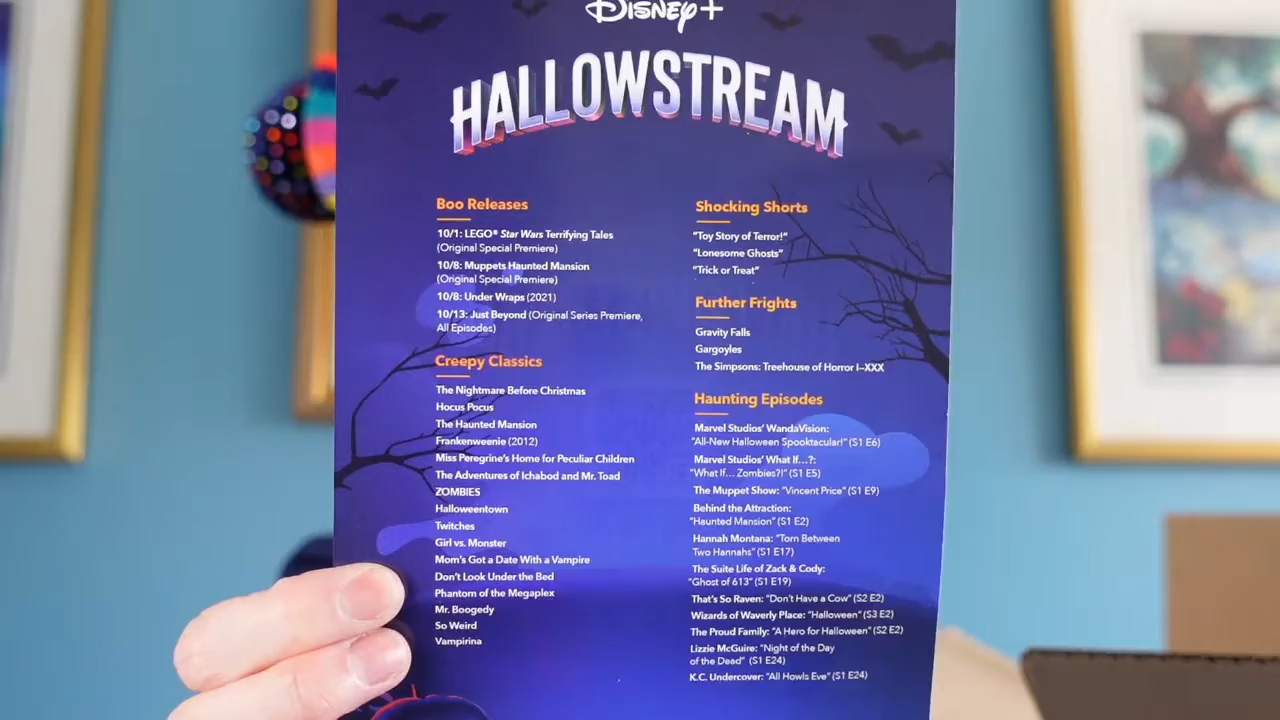 Disney+
HALLOWSTREAM
Boo Releases
10/1: LEGO® Star Wars Terrifying Tales
(Original Special Premiere)
10/8: Muppets Haunted Mansion
(Original Special Premiere)
10/8: Under Wraps (2021)
10/13: Just Beyond (Original Series Premiere,
All Episodes)
Creepy Classics
The Nightmare Before Christmas
Hocus Pocus
The Haunted Mansion
Frankenweenie (2012)
Miss Peregrine's Home for Peculiar Children
The Adventures of Ichabod and Mr. Toad
ZOMBIES
Halloweentown
Twitches
Girl vs. Monster
Mom's Got a Date With a Vampire
Don't Look Under the Bed
Phantom of the Megaplex
Mr. Boogedy
So Weird
Vampirina
Shocking Shorts
"Toy Story of Terror!"
"Lonesome Ghosts"
"Trick or Treat"
Further Frights
Gravity Falls
Gargoyles
The Simpsons: Treehouse of Horror I–XXX
Haunting Episodes
Marvel Studios' WandaVision:
"All-New Halloween Spooktacular!" (S1 E6)
Marvel Studios' What If...?:
"What If... Zombies?!" (S1 E5)
The Muppet Show: "Vincent Price" (S1 E9)
Behind the Attraction:
"Haunted Mansion" (S1 E2)
Hannah Montana: "Torn Between
Two Hannahs" (S1 E17)
The Suite Life of Zack & Cody:
"Ghost of 613" (S1 E19)
That's So Raven: "Don't Have a Cow" (S2 E2)
Wizards of Waverly Place: "Halloween" (S3 E2)
The Proud Family: "A Hero for Halloween" (S2 E2)
Lizzie McGuire: "Night of the Day
of the Dead" (S1 E24)
K.C. Undercover: "All Howls Eve" (S1 E24)